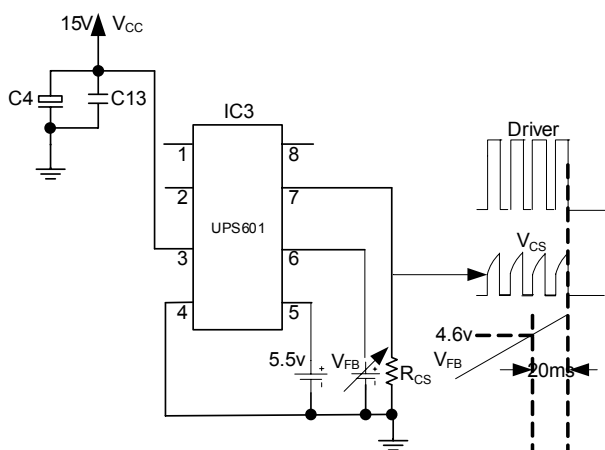 15V
VCC
C4
C13
IC3
Driver
1
8
2
7
UPS601
VCS
3
6
4
5
4.6v
5.5v
VFB
RCS
VFB
20ms